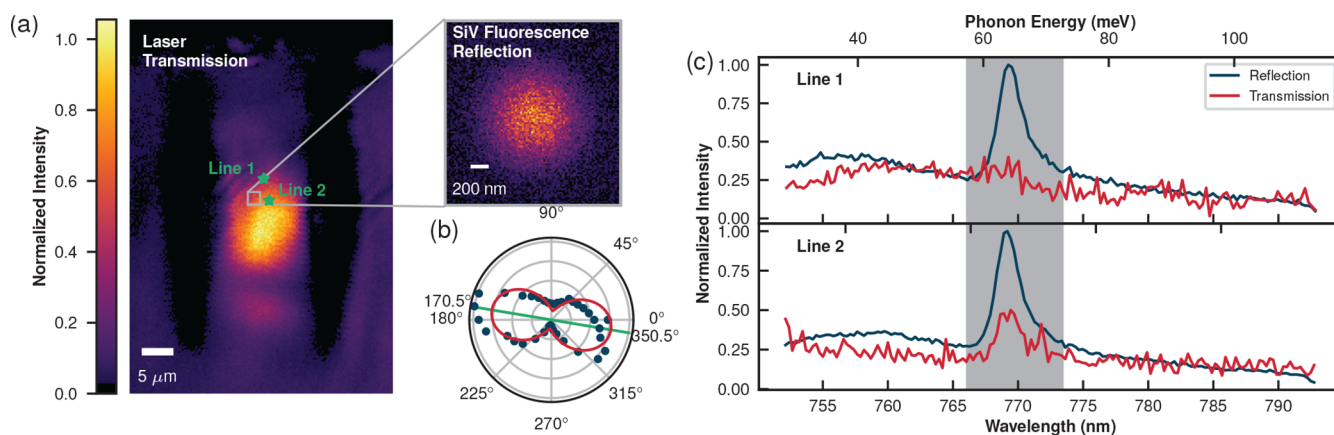 (a)
Normalized Intensity
1.0
0.8
0.6
0.4
0.2
0.0
Laser
Transmission
Line 1
Line 2
5 μm
SiV Fluorescence
Reflection
200 nm
(b)
90°
45°
0°
350.5°
315°
270°
225°
180°
170.5°
(c)
Phonon Energy (meV)
40
60
80
100
Line 1
Reflection
Transmission
Normalized Intensity
1.00
0.75
0.50
0.25
0.00
Line 2
1.00
0.75
0.50
0.25
0.00
755
760
765
770
775
780
785
790
Wavelength (nm)